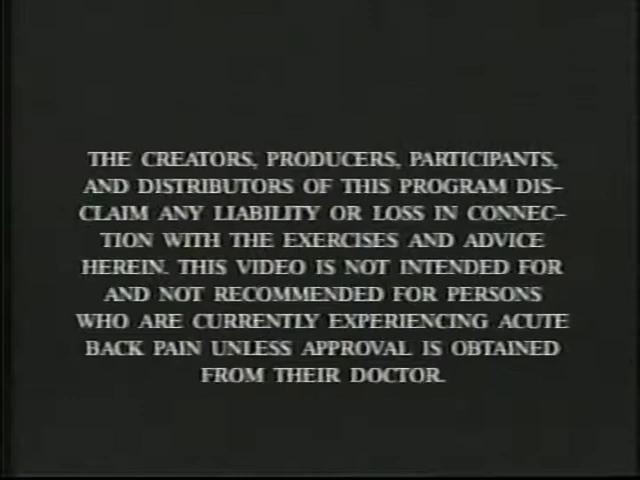 THE CREATORS, PRODUCERS, PARTICIPANTS,
AND DISTRIBUTORS OF THIS PROGRAM DIS-
CLAIM ANY LIABILITY OR LOSS IN CONNEC-
TION WITH THE EXERCISES AND ADVICE
HEREIN. THIS VIDEO IS NOT INTENDED FOR
AND NOT RECOMMENDED FOR PERSONS
WHO ARE CURRENTLY EXPERIENCING ACUTE
BACK PAIN UNLESS APPROVAL IS OBTAINED
FROM THEIR DOCTOR.